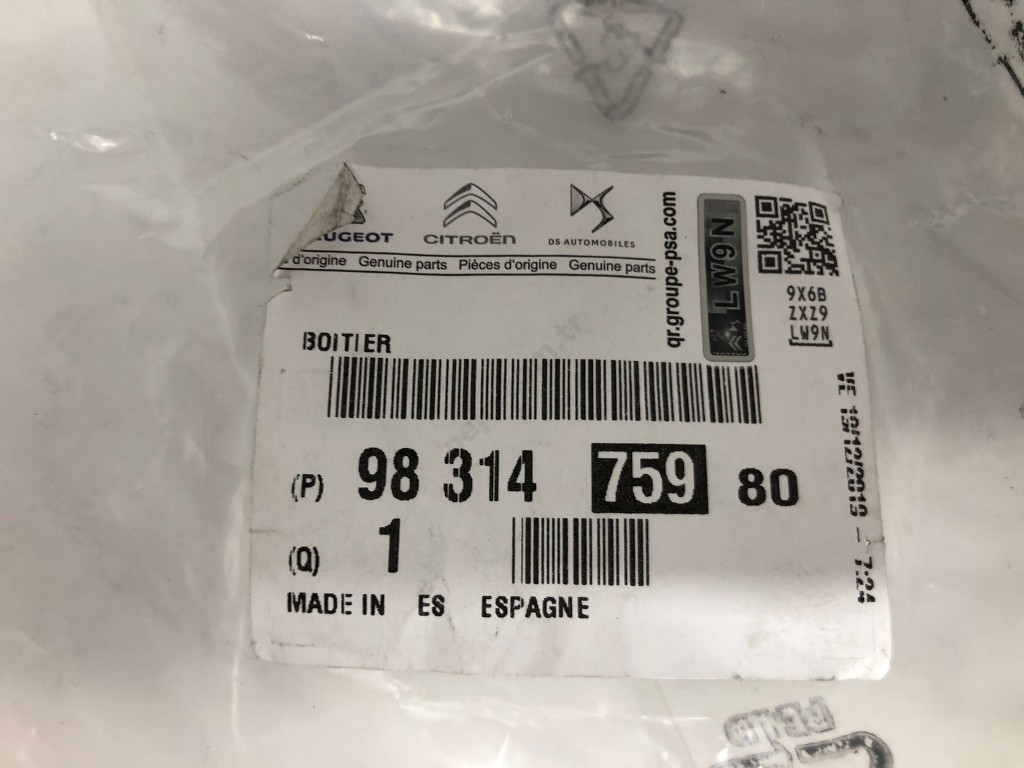 CITROËN
DS AUTOMOBILES
d'origine Genuine parts Pièces d'origine Genuine parts
qr.groupe-psa.com
LW9N
9X6B
ZXZ9
LW9N
BOITIER
(P) 98 314 759 80
(Q) 1
MADE IN ES ESPAGNE